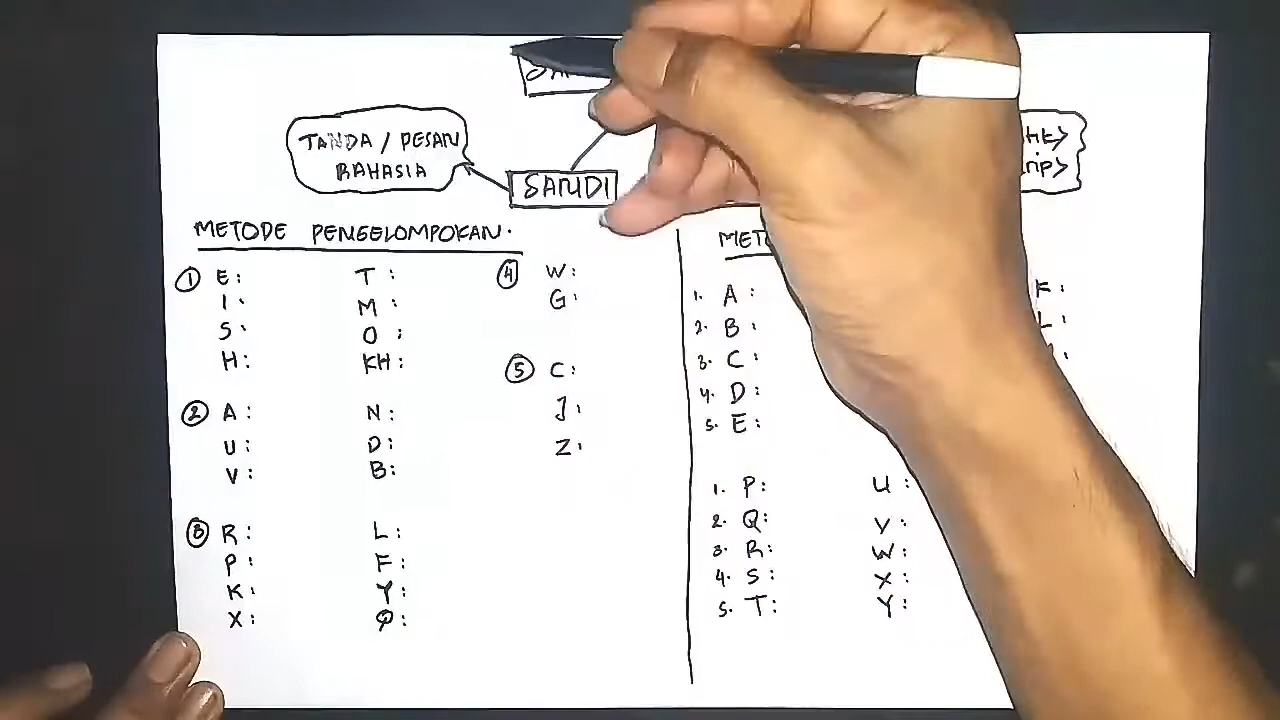 TANDA / PESAN
RAHASIA
SANDI
METODE PENGELOMPOKAN.
① E: T :
I: M :
S: O :
H: KH:
② A: N:
U: D:
V: B:
③ R: L:
P: F:
K: Y:
X: Q:
④ W:
G:
⑤ C:
J:
Z:
1. A :
2. B :
3. C :
4. D :
5. E :
K :
L :
1. P: U :
2. Q: V :
3. R: W :
4. S: X :
5. T: Y :